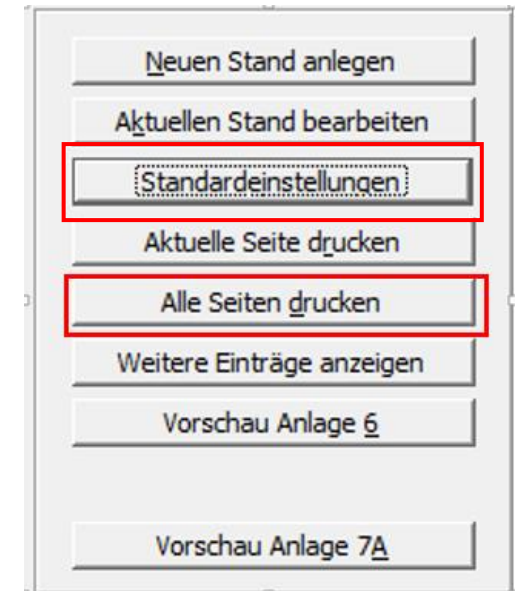 Neuen Stand anlegen
Aktuellen Stand bearbeiten
Standardeinstellungen
Aktuelle Seite drucken
Alle Seiten drucken
Weitere Einträge anzeigen
Vorschau Anlage 6
Vorschau Anlage 7A